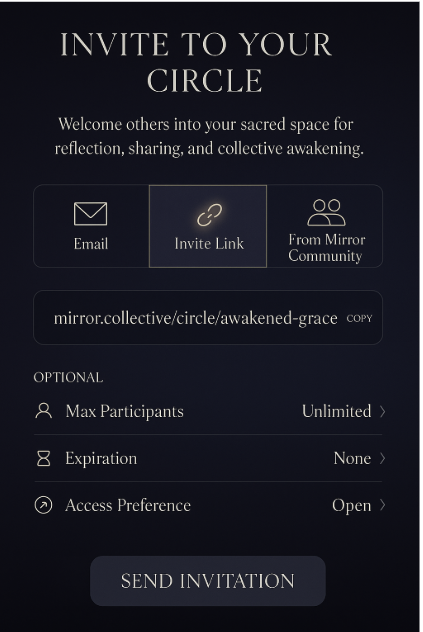 INVITE TO YOUR
CIRCLE
Welcome others into your sacred space for
reflection, sharing, and collective awakening.
Email
Invite Link
From Mirror
Community
mirror.collective/circle/awakened-grace COPY
OPTIONAL
Max Participants Unlimited
Expiration None
Access Preference Open
SEND INVITATION